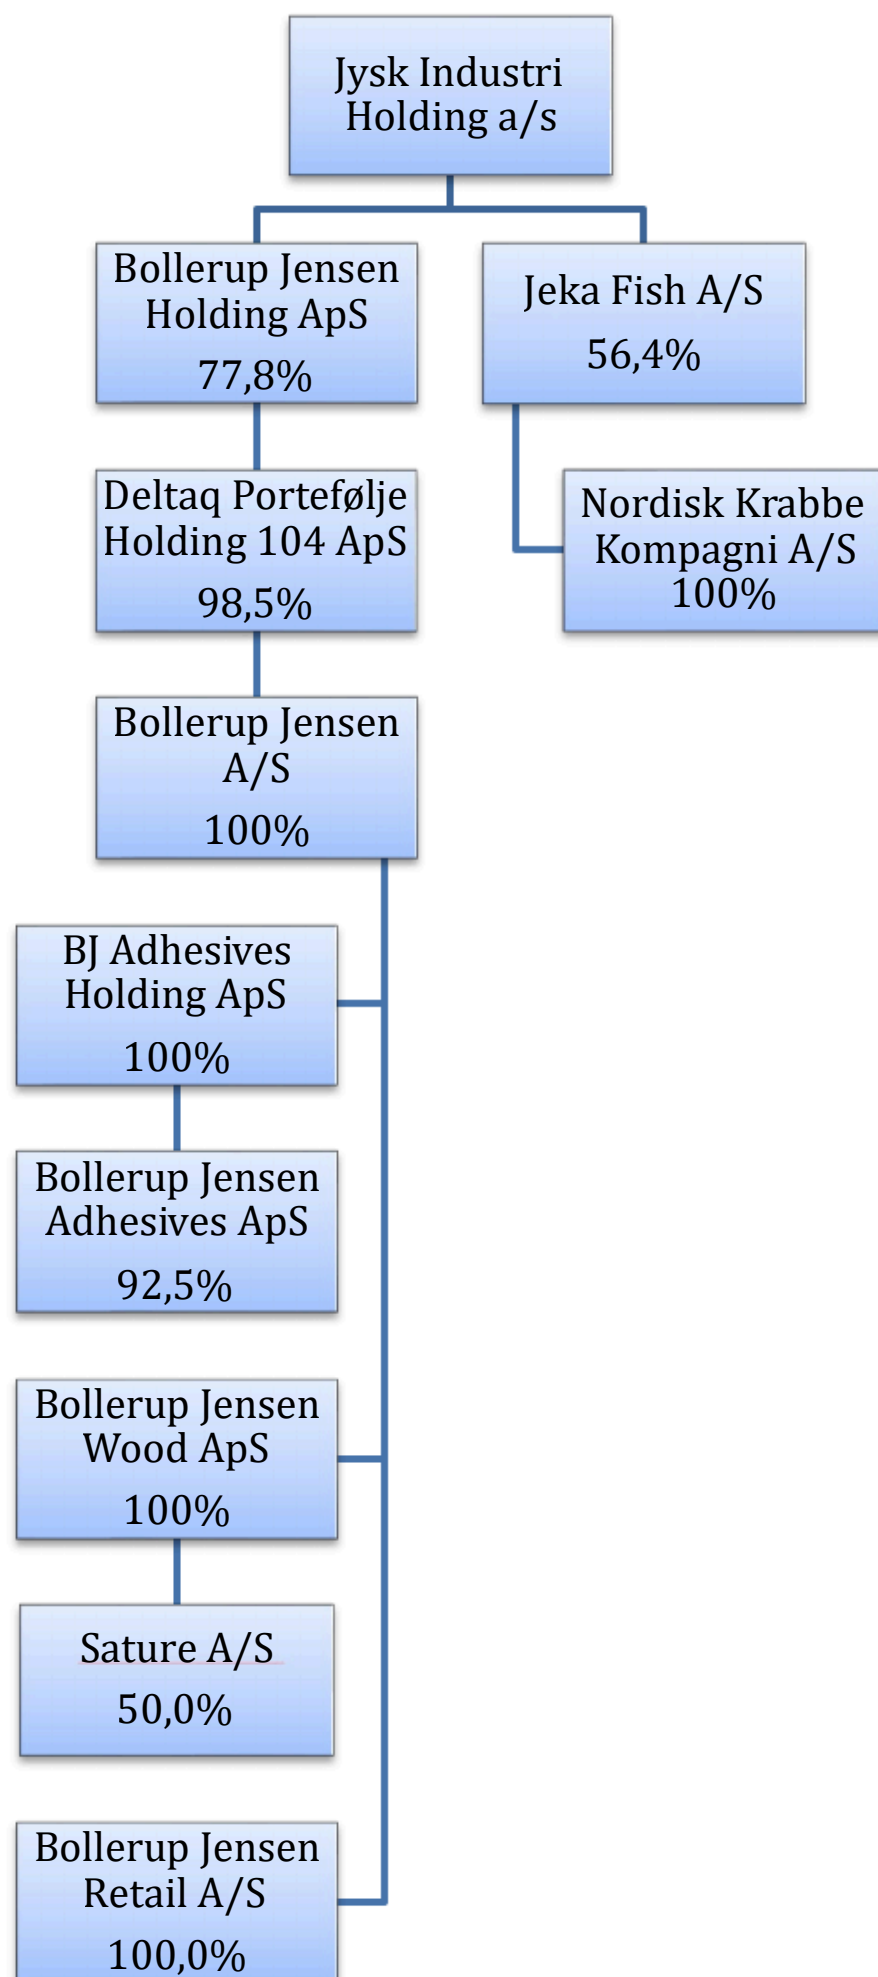 Jysk Industri
Holding a/s
Bollerup Jensen
Holding ApS
77,8%
Jeka Fish A/S
56,4%
Deltaq Portefølje
Holding 104 ApS
98,5%
Nordisk Krabbe
Kompagni A/S
100%
Bollerup Jensen
A/S
100%
BJ Adhesives
Holding ApS
100%
Bollerup Jensen
Adhesives ApS
92,5%
Bollerup Jensen
Wood ApS
100%
Sature A/S
50,0%
Bollerup Jensen
Retail A/S
100,0%